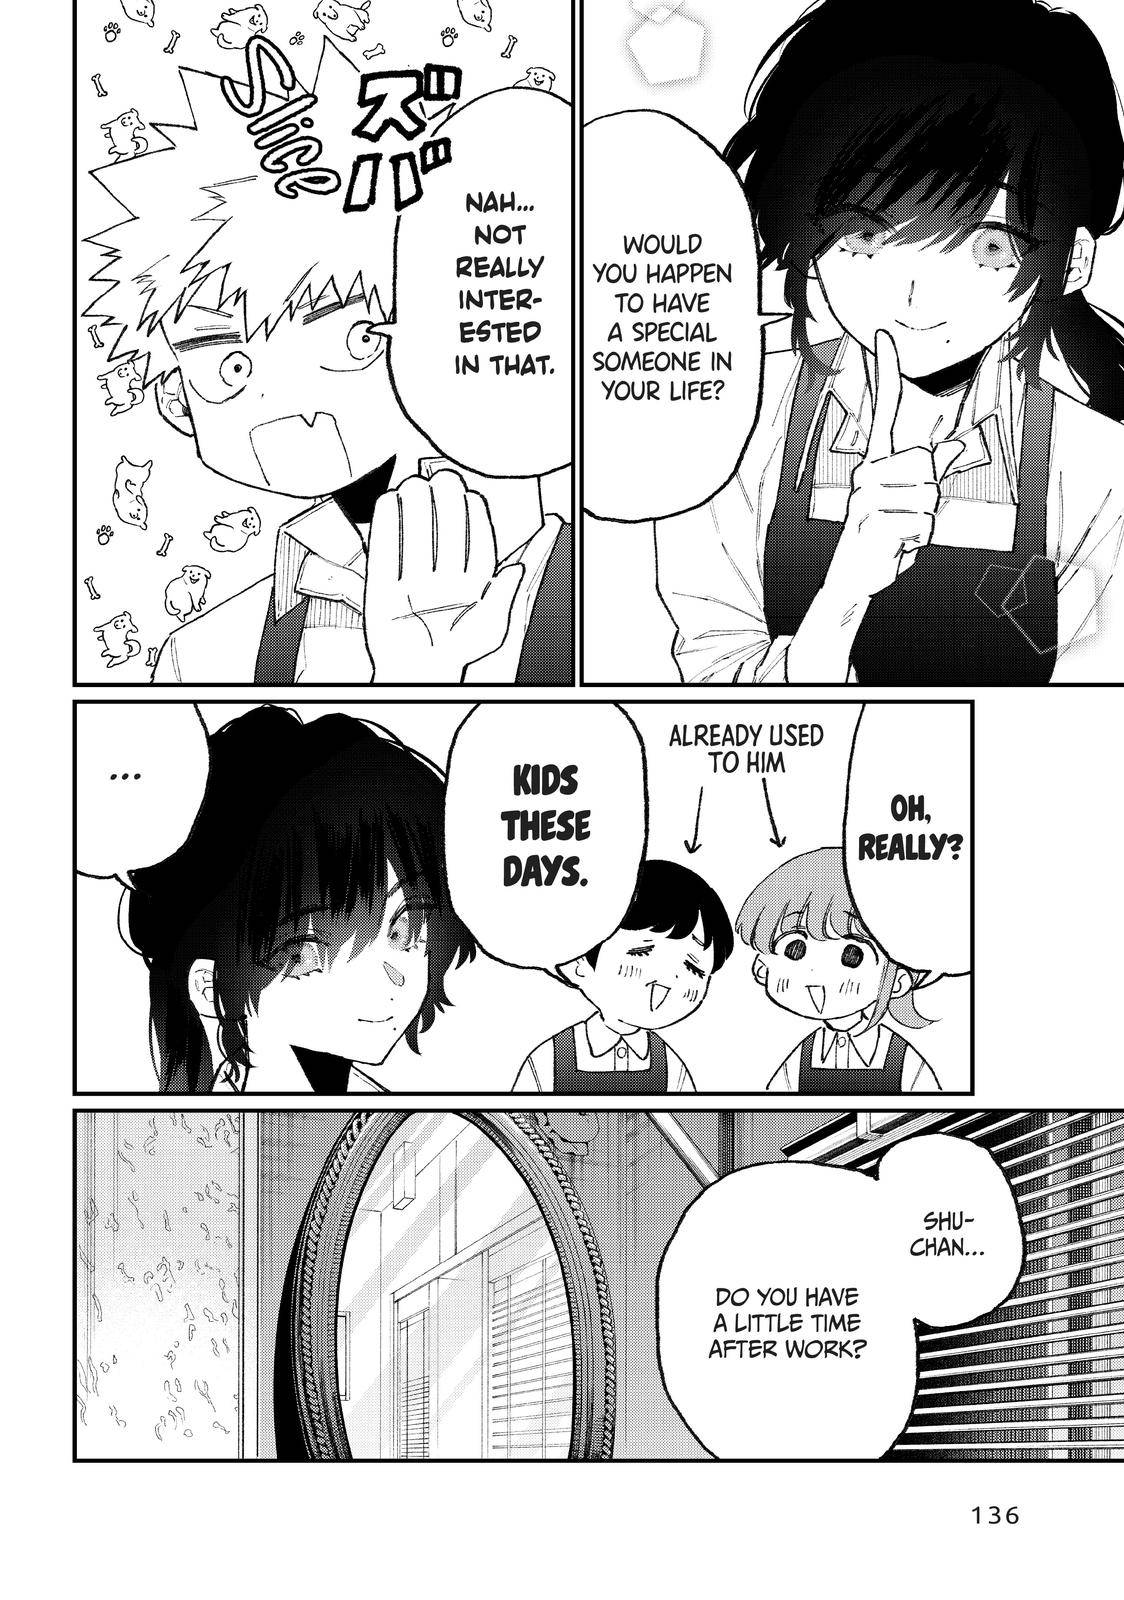 WOULD
YOU HAPPEN
TO HAVE
A SPECIAL
SOMEONE IN
YOUR LIFE?
NAH...
NOT
REALLY
INTER-
ESTED
IN THAT.
ズバ
Slice
OH,
REALLY?
ALREADY USED
TO HIM
KIDS
THESE
DAYS.
...
SHU-
CHAN...
DO YOU HAVE
A LITTLE TIME
AFTER WORK?
136